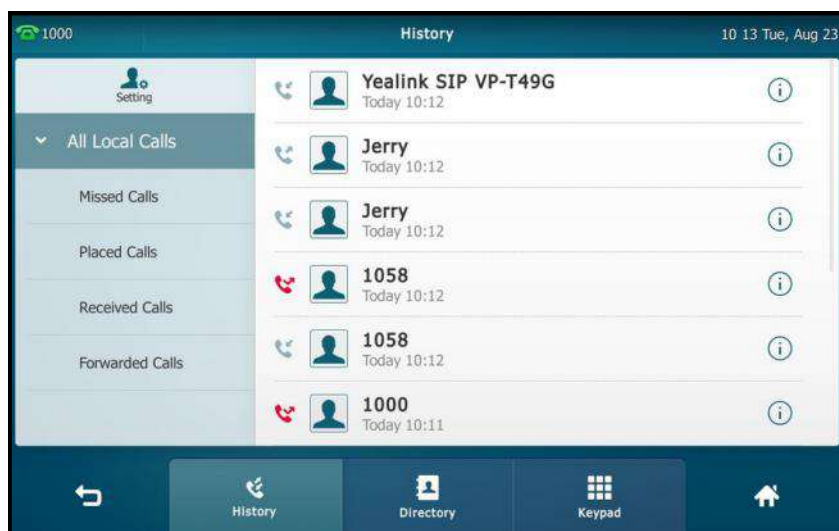 1000
History
10 13 Tue, Aug 23
Setting
All Local Calls
Missed Calls
Placed Calls
Received Calls
Forwarded Calls
Yealink SIP VP-T49G
Today 10:12
Jerry
Today 10:12
Jerry
Today 10:12
1058
Today 10:12
1058
Today 10:12
1000
Today 10:11
History
Directory
Keypad